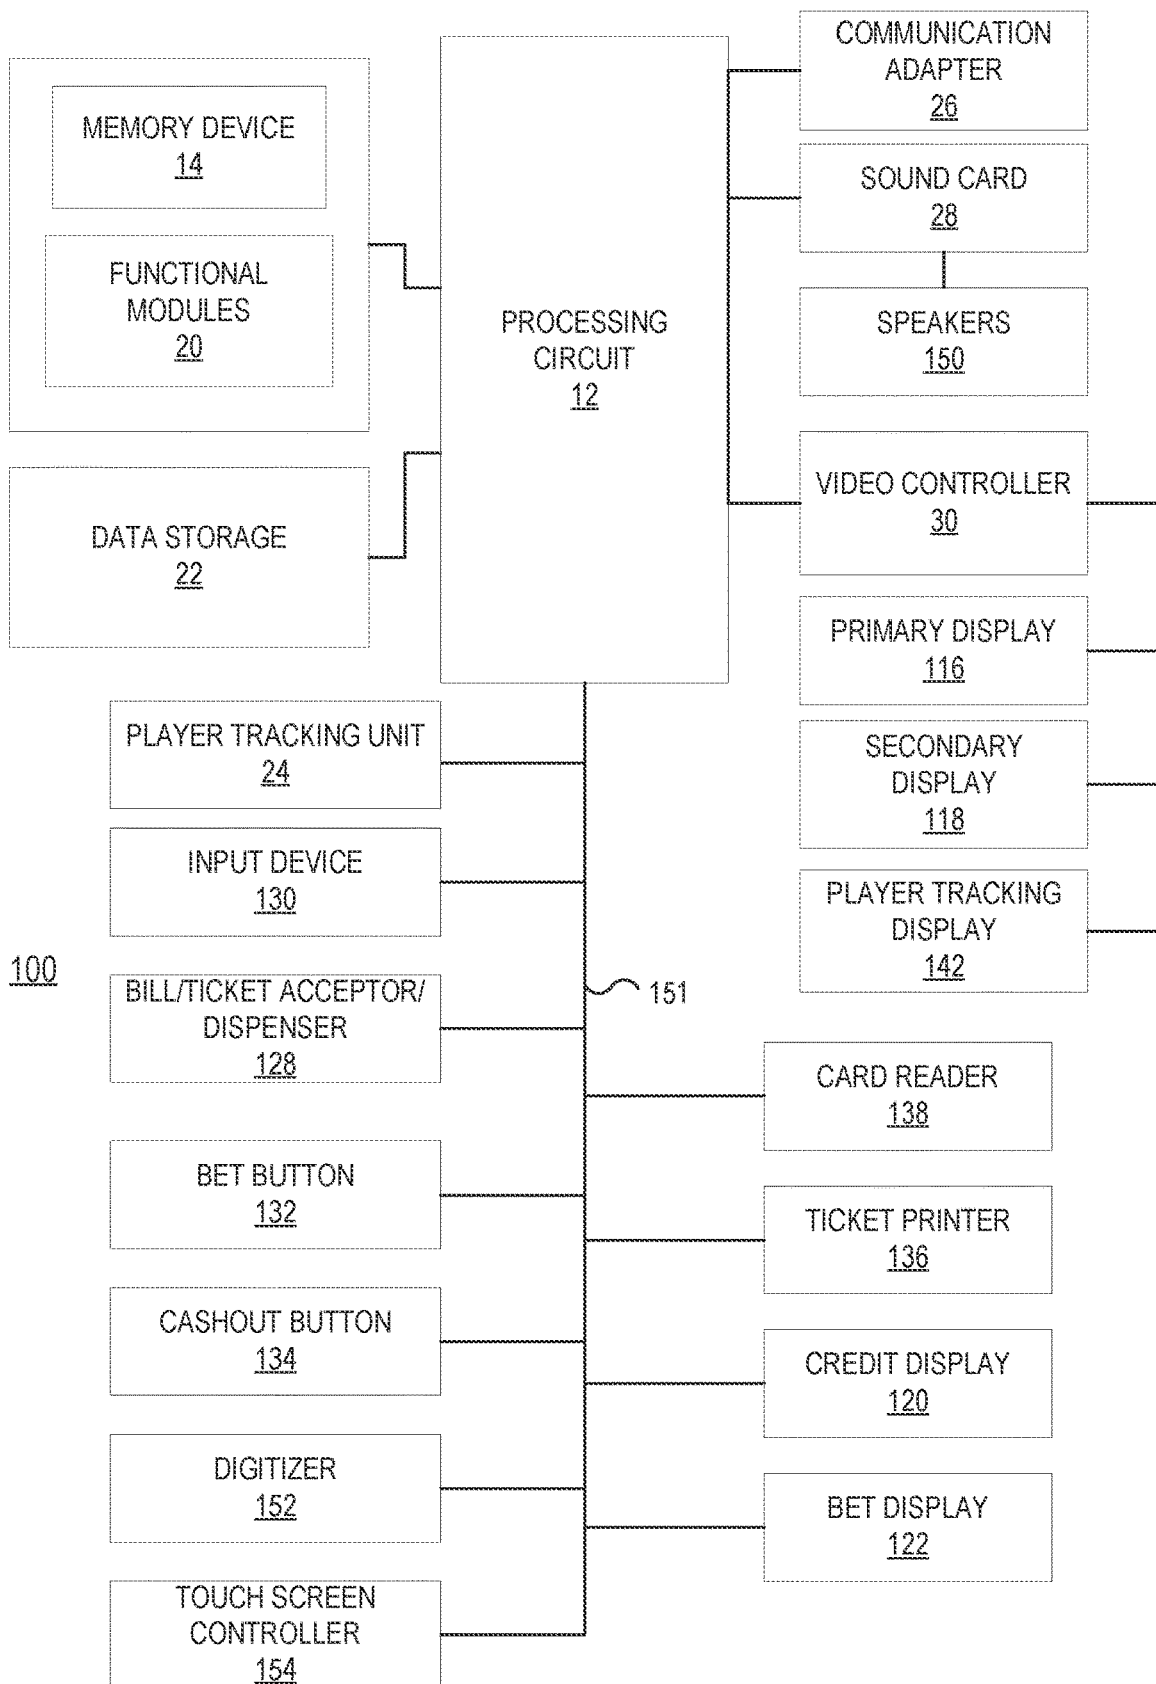 MEMORY DEVICE
14
FUNCTIONAL
MODULES
20
DATA STORAGE
22
PROCESSING
CIRCUIT
12
COMMUNICATION
ADAPTER
26
SOUND CARD
28
SPEAKERS
150
VIDEO CONTROLLER
30
PRIMARY DISPLAY
116
SECONDARY
DISPLAY
118
PLAYER TRACKING
DISPLAY
142
PLAYER TRACKING UNIT
24
INPUT DEVICE
130
100
BILL/TICKET ACCEPTOR/
DISPENSER
128
151
BET BUTTON
132
CASHOUT BUTTON
134
DIGITIZER
152
TOUCH SCREEN
CONTROLLER
154
CARD READER
138
TICKET PRINTER
136
CREDIT DISPLAY
120
BET DISPLAY
122